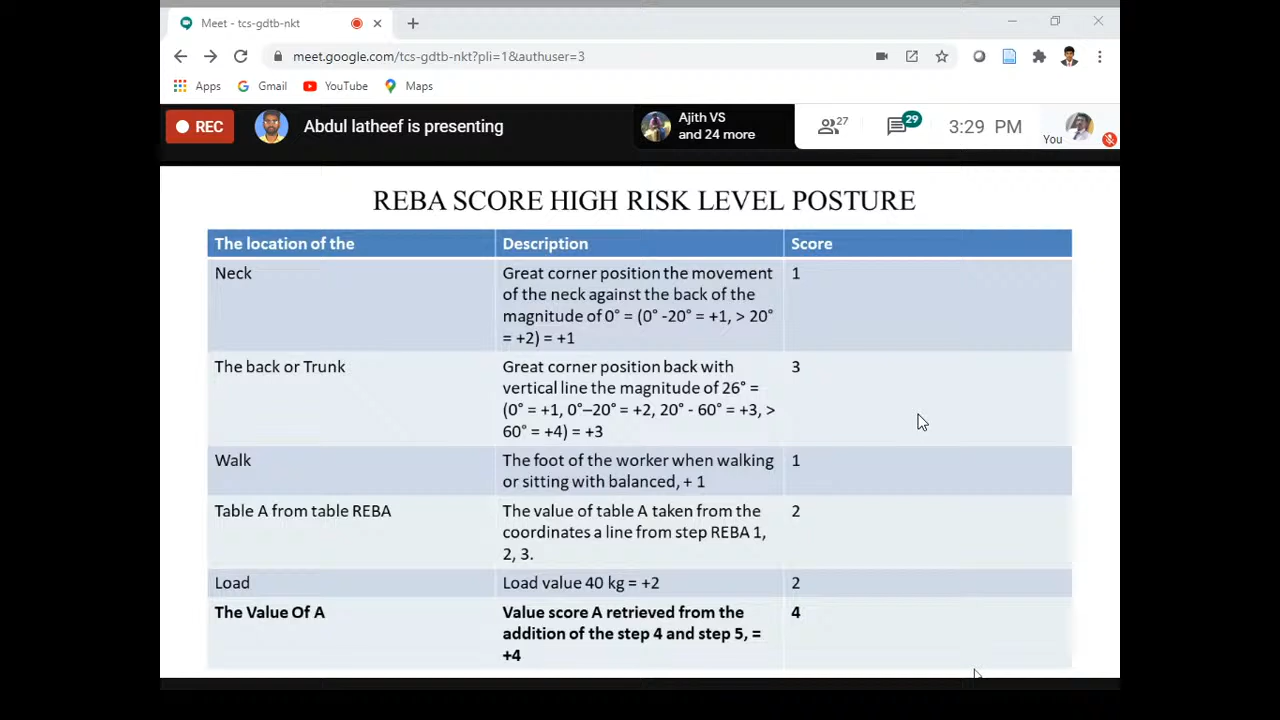 Meet - tcs-gdtb-nkt
meet.google.com/tcs-gdtb-nkt?pli=1&authuser=3
Apps Gmail YouTube Maps
REC
Abdul latheef is presenting
Ajith VS
and 24 more
27
29
3:29 PM
You
REBA SCORE HIGH RISK LEVEL POSTURE
The location of the Description Score
Neck Great corner position the movement 1
of the neck against the back of the
magnitude of 0° = (0° -20° = +1, > 20°
= +2) = +1
The back or Trunk Great corner position back with 3
vertical line the magnitude of 26° =
(0° = +1, 0°–20° = +2, 20° - 60° = +3, >
60° = +4) = +3
Walk The foot of the worker when walking 1
or sitting with balanced, + 1
Table A from table REBA The value of table A taken from the 2
coordinates a line from step REBA 1,
2, 3.
Load Load value 40 kg = +2 2
The Value Of A Value score A retrieved from the 4
addition of the step 4 and step 5, =
+4